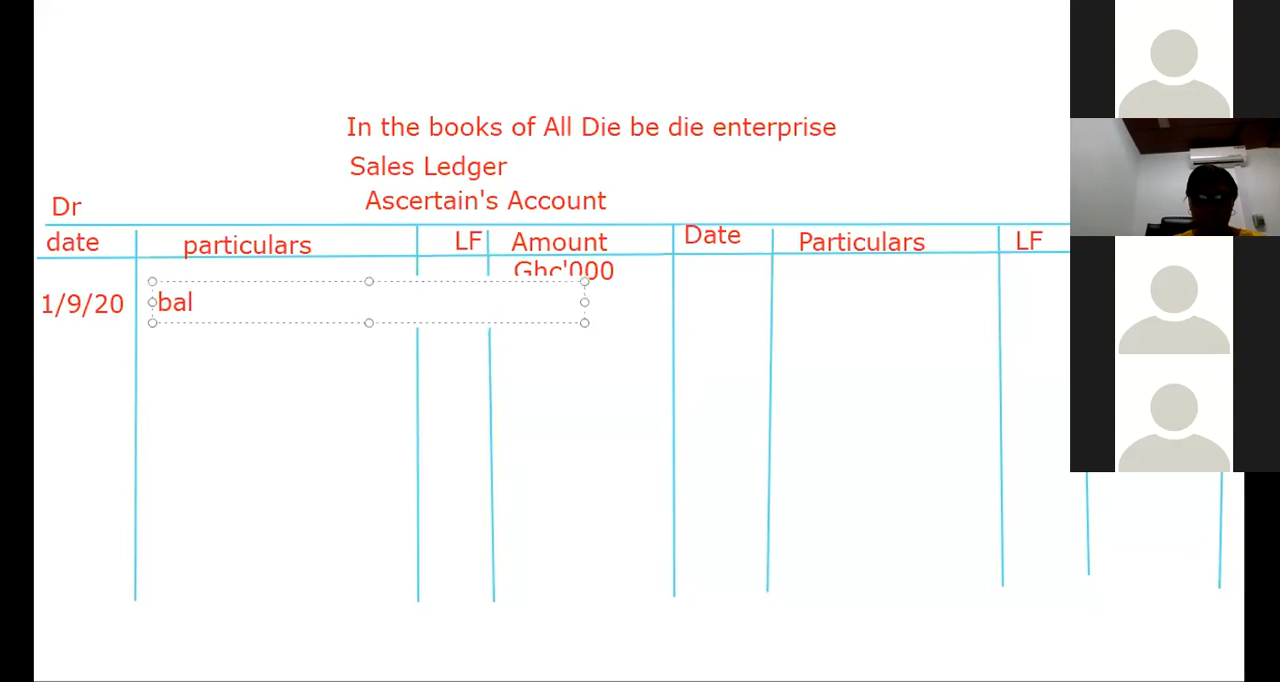 In the books of All Die be die enterprise
Sales Ledger
Ascertain's Account
Dr
date particulars LF Amount Date Particulars LF
Ghc'000
1/9/20 bal